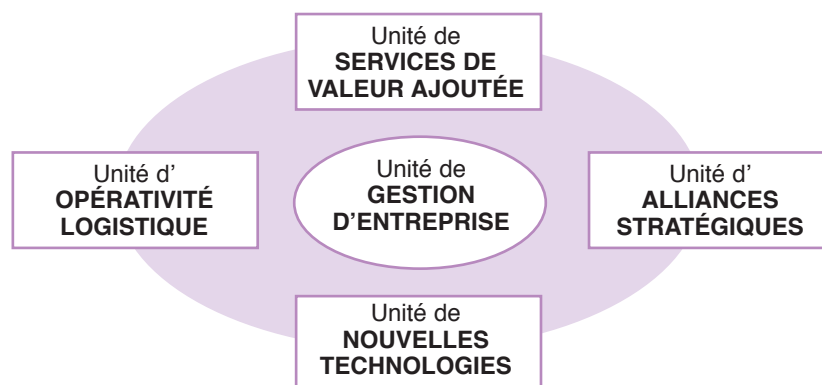 Unité de
SERVICES DE
VALEUR AJOUTÉE
Unité d'
OPÉRATIVITÉ
LOGISTIQUE
Unité de
GESTION
D'ENTREPRISE
Unité d'
ALLIANCES
STRATÉGIQUES
Unité de
NOUVELLES
TECHNOLOGIES